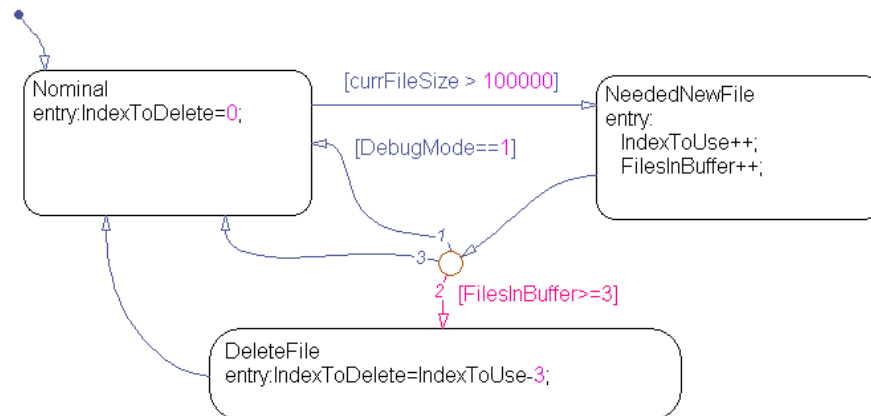 Nominal
entry:IndexToDelete=0;
[currFileSize > 100000]
NeededNewFile
entry:
IndexToUse++;
FilesInBuffer++;
[DebugMode==1]
1
3
2
[FilesInBuffer>=3]
DeleteFile
entry:IndexToDelete=IndexToUse-3;